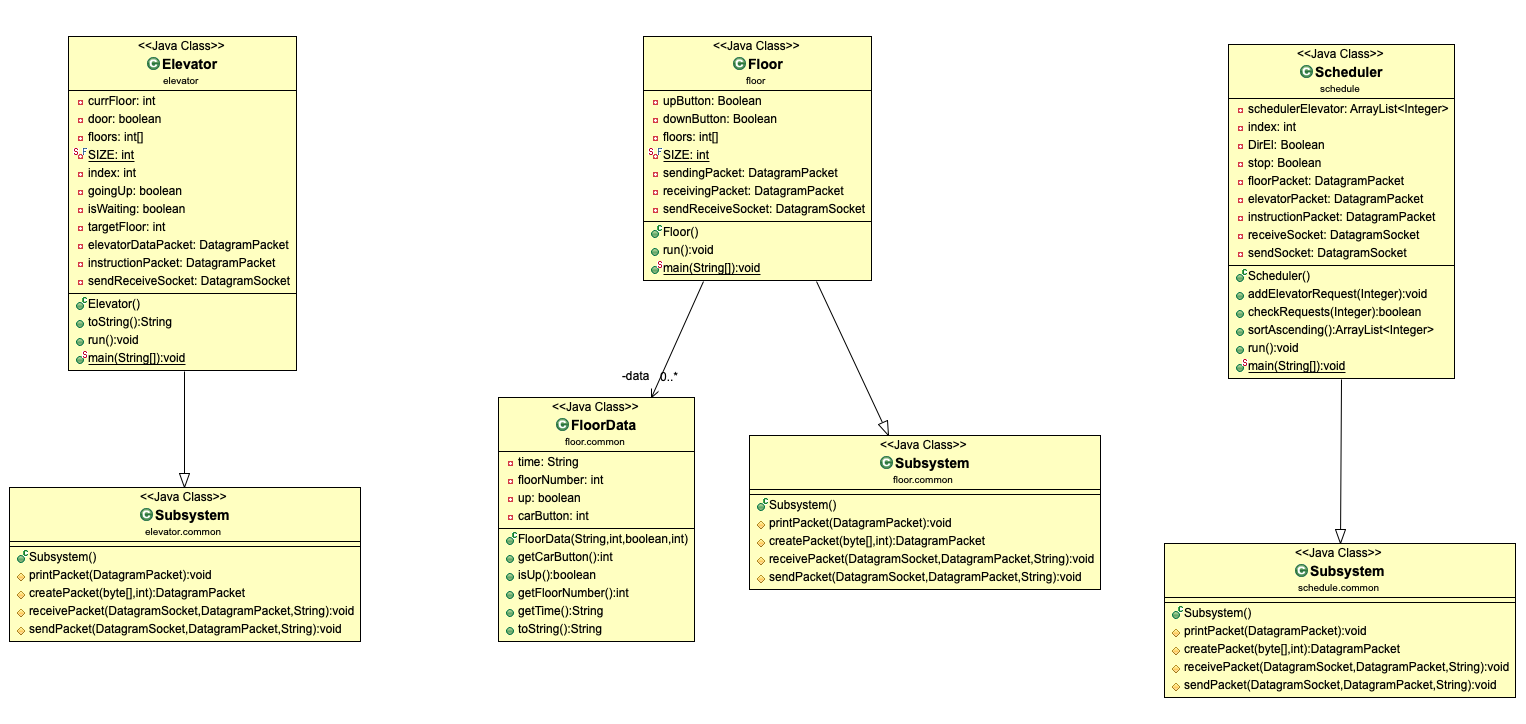 <<Java Class>>
Elevator
elevator
currFloor: int
door: boolean
floors: int[]
SIZE: int
index: int
goingUp: boolean
isWaiting: boolean
targetFloor: int
elevatorDataPacket: DatagramPacket
instructionPacket: DatagramPacket
sendReceiveSocket: DatagramSocket
Elevator()
toString():String
run():void
main(String[]):void
<<Java Class>>
Subsystem
elevator.common
Subsystem()
printPacket(DatagramPacket):void
createPacket(byte[],int):DatagramPacket
receivePacket(DatagramSocket,DatagramPacket,String):void
sendPacket(DatagramSocket,DatagramPacket,String):void
<<Java Class>>
Floor
floor
upButton: Boolean
downButton: Boolean
floors: int[]
SIZE: int
sendingPacket: DatagramPacket
receivingPacket: DatagramPacket
sendReceiveSocket: DatagramSocket
Floor()
run():void
main(String[]):void
-data 0..*
<<Java Class>>
FloorData
floor.common
time: String
floorNumber: int
up: boolean
carButton: int
FloorData(String,int,boolean,int)
getCarButton():int
isUp():boolean
getFloorNumber():int
getTime():String
toString():String
<<Java Class>>
Subsystem
floor.common
Subsystem()
printPacket(DatagramPacket):void
createPacket(byte[],int):DatagramPacket
receivePacket(DatagramSocket,DatagramPacket,String):void
sendPacket(DatagramSocket,DatagramPacket,String):void
<<Java Class>>
Scheduler
schedule
schedulerElevator: ArrayList<Integer>
index: int
DirEl: Boolean
stop: Boolean
floorPacket: DatagramPacket
elevatorPacket: DatagramPacket
instructionPacket: DatagramPacket
receiveSocket: DatagramSocket
sendSocket: DatagramSocket
Scheduler()
addElevatorRequest(Integer):void
checkRequests(Integer):boolean
sortAscending():ArrayList<Integer>
run():void
main(String[]):void
<<Java Class>>
Subsystem
schedule.common
Subsystem()
printPacket(DatagramPacket):void
createPacket(byte[],int):DatagramPacket
receivePacket(DatagramSocket,DatagramPacket,String):void
sendPacket(DatagramSocket,DatagramPacket,String):void